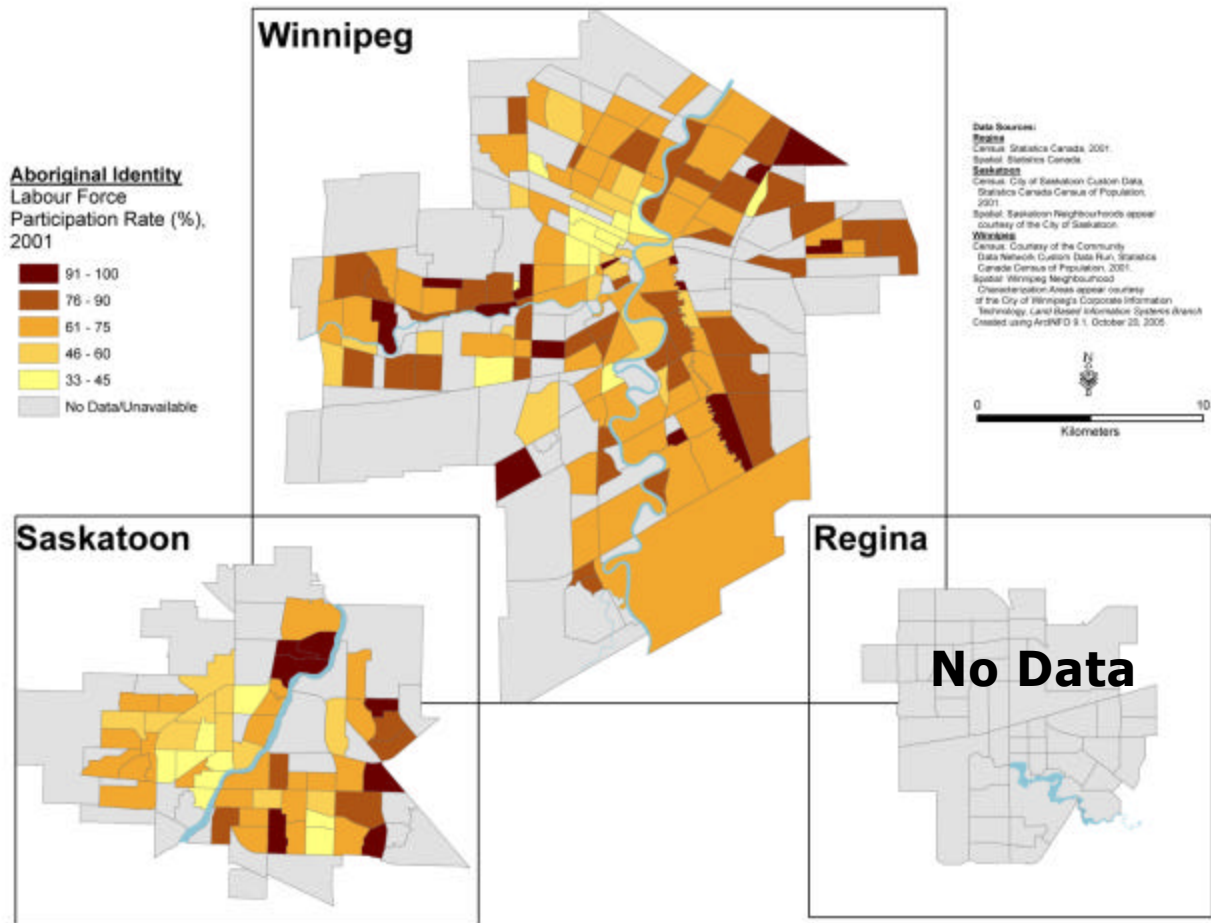 Winnipeg
Aboriginal Identity
Labour Force
Participation Rate (%),
2001
91 - 100
76 - 90
61 - 75
46 - 60
33 - 45
No Data/Unavailable
Data Sources:
Regina
Census: Statistics Canada, 2001.
Spatial: Statistics Canada.
Saskatoon
Census: City of Saskatoon Custom Data,
Statistics Canada Census of Population,
2001.
Spatial: Saskatoon Neighbourhoods appear
courtesy of the City of Saskatoon.
Winnipeg
Census: Courtesy of the Community
Data Network Custom Data Run, Statistics
Canada Census of Population, 2001.
Spatial: Winnipeg Neighbourhood
Characterization Areas appear courtesy
of the City of Winnipeg's Corporate Information
Technology, Land Based Information Systems Branch
Created using ArcINFO 9.1, October 20, 2005
N
0 10
Kilometers
Saskatoon
Regina
No Data